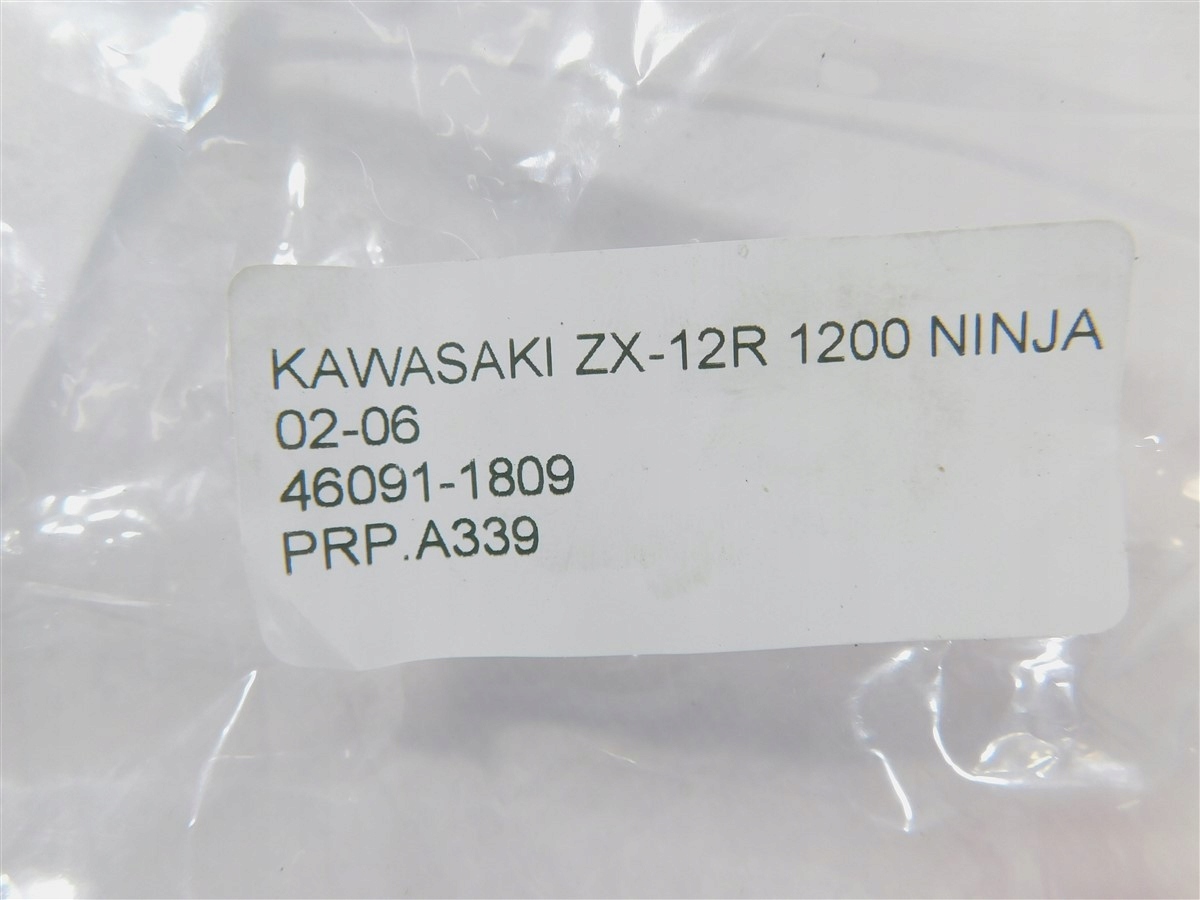 KAWASAKI ZX-12R 1200 NINJA
02-06
46091-1809
PRP.A339